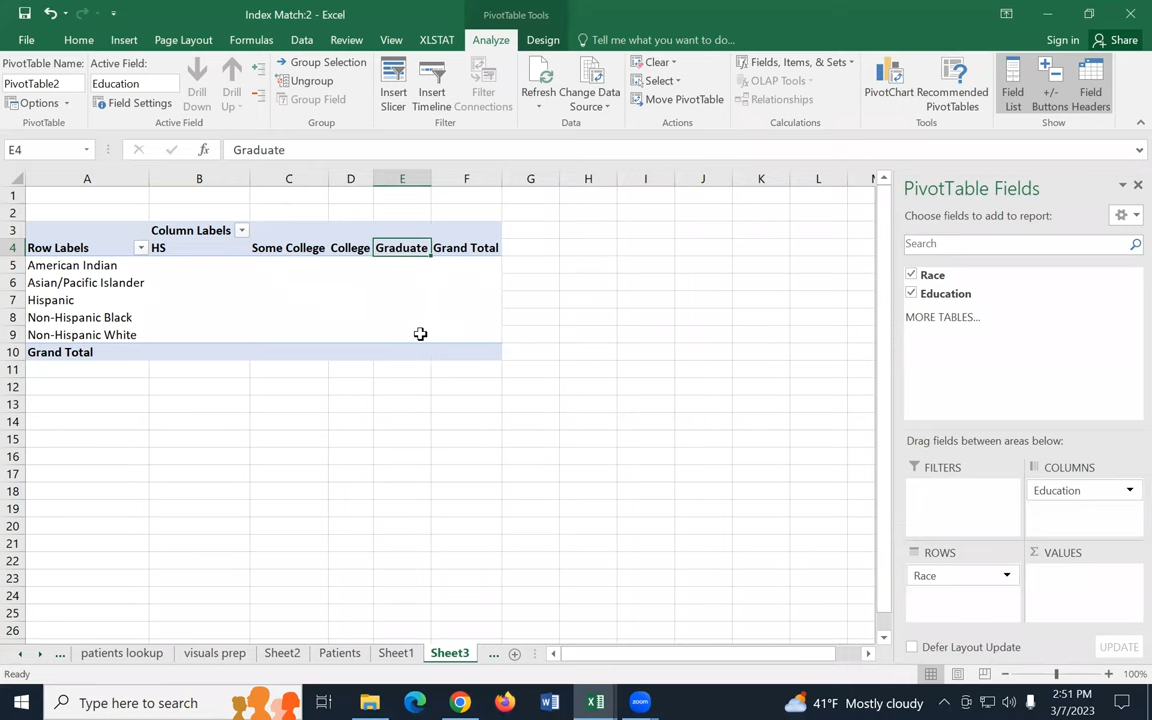 Index Match:2 - Excel
PivotTable Tools
File Home Insert Page Layout Formulas Data Review View XLSTAT Analyze Design Tell me what you want to do... Sign in Share
PivotTable Name:
PivotTable2
Options
PivotTable
Active Field:
Education
Field Settings
Drill Down
Drill Up
Active Field
Group Selection
Ungroup
Group Field
Group
Insert Slicer
Insert Timeline
Filter Connections
Filter
Refresh
Change Data Source
Data
Clear
Select
Move PivotTable
Actions
Fields, Items, & Sets
OLAP Tools
Relationships
Calculations
PivotChart
Recommended PivotTables
Tools
Field List
+/- Buttons
Field Headers
Show
E4 fx Graduate
A B C D E F G H I J K L
1
2
3 Column Labels
4 Row Labels HS Some College College Graduate Grand Total
5 American Indian
6 Asian/Pacific Islander
7 Hispanic
8 Non-Hispanic Black
9 Non-Hispanic White
10 Grand Total
11
12
13
14
15
16
17
18
19
20
21
22
23
24
25
26
PivotTable Fields
Choose fields to add to report:
Search
Race
Education
MORE TABLES...
Drag fields between areas below:
FILTERS
COLUMNS
Education
ROWS
Race
Σ VALUES
Defer Layout Update UPDATE
... patients lookup visuals prep Sheet2 Patients Sheet1 Sheet3 ...
Ready 100%
Type here to search
41°F Mostly cloudy
2:51 PM
3/7/2023